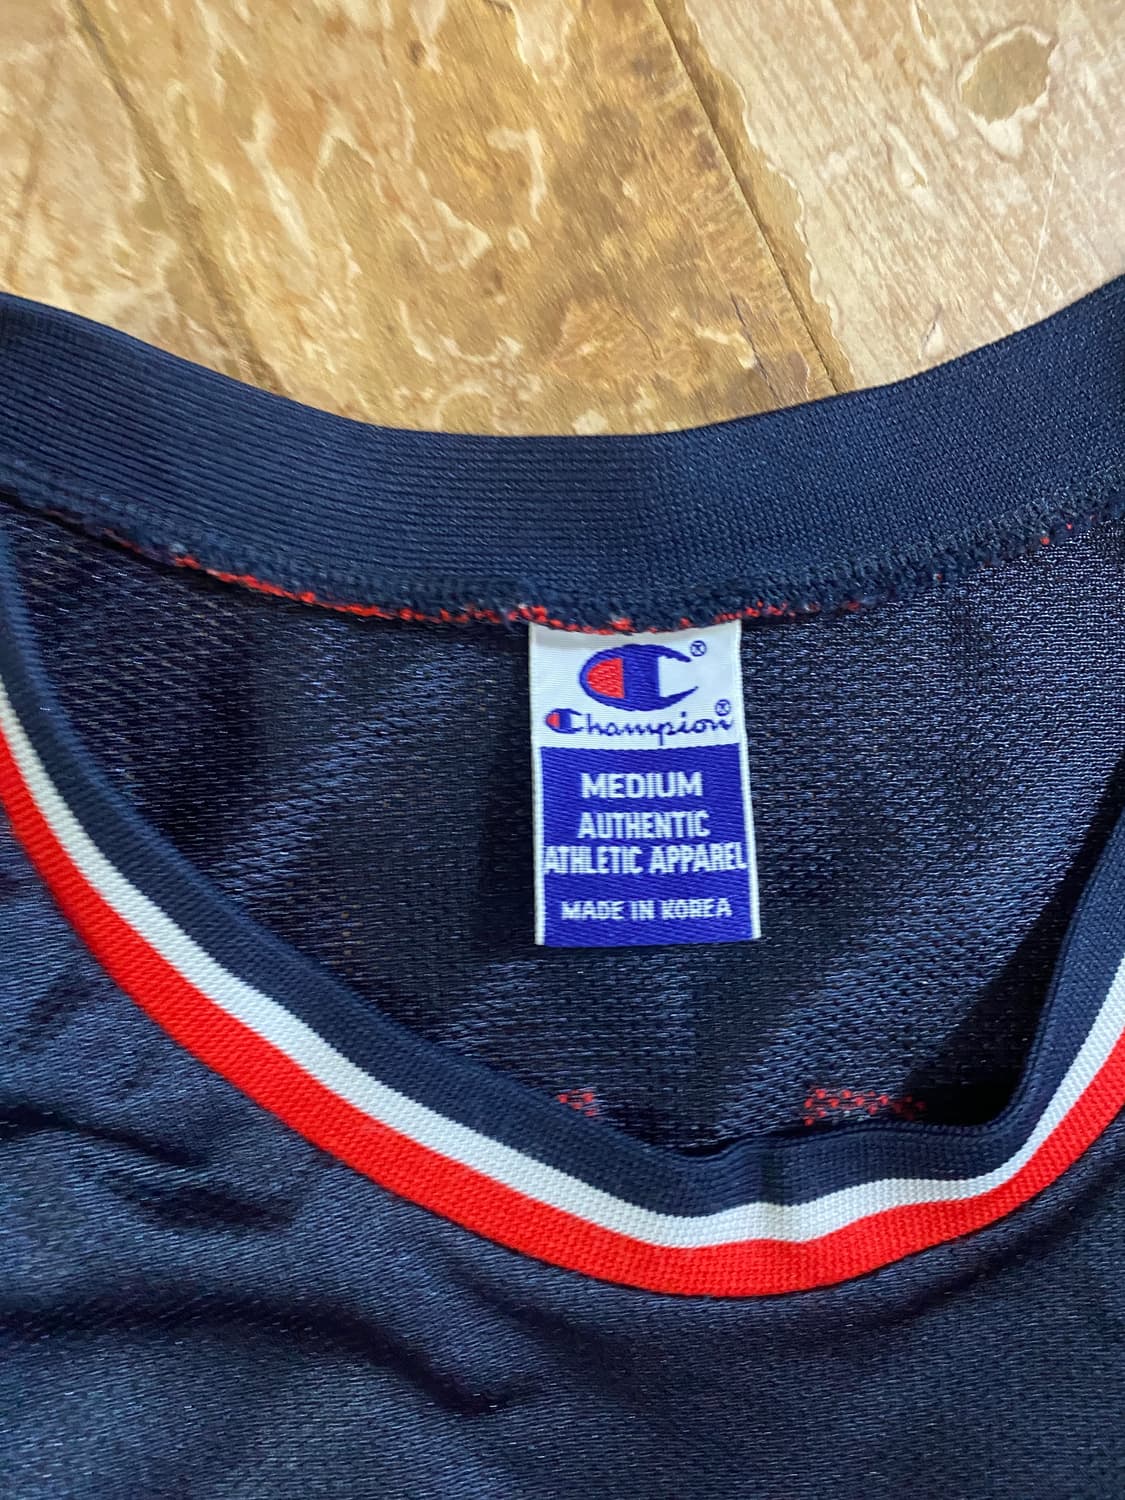 ®
Champion®
MEDIUM
AUTHENTIC
ATHLETIC APPAREL
MADE IN KOREA